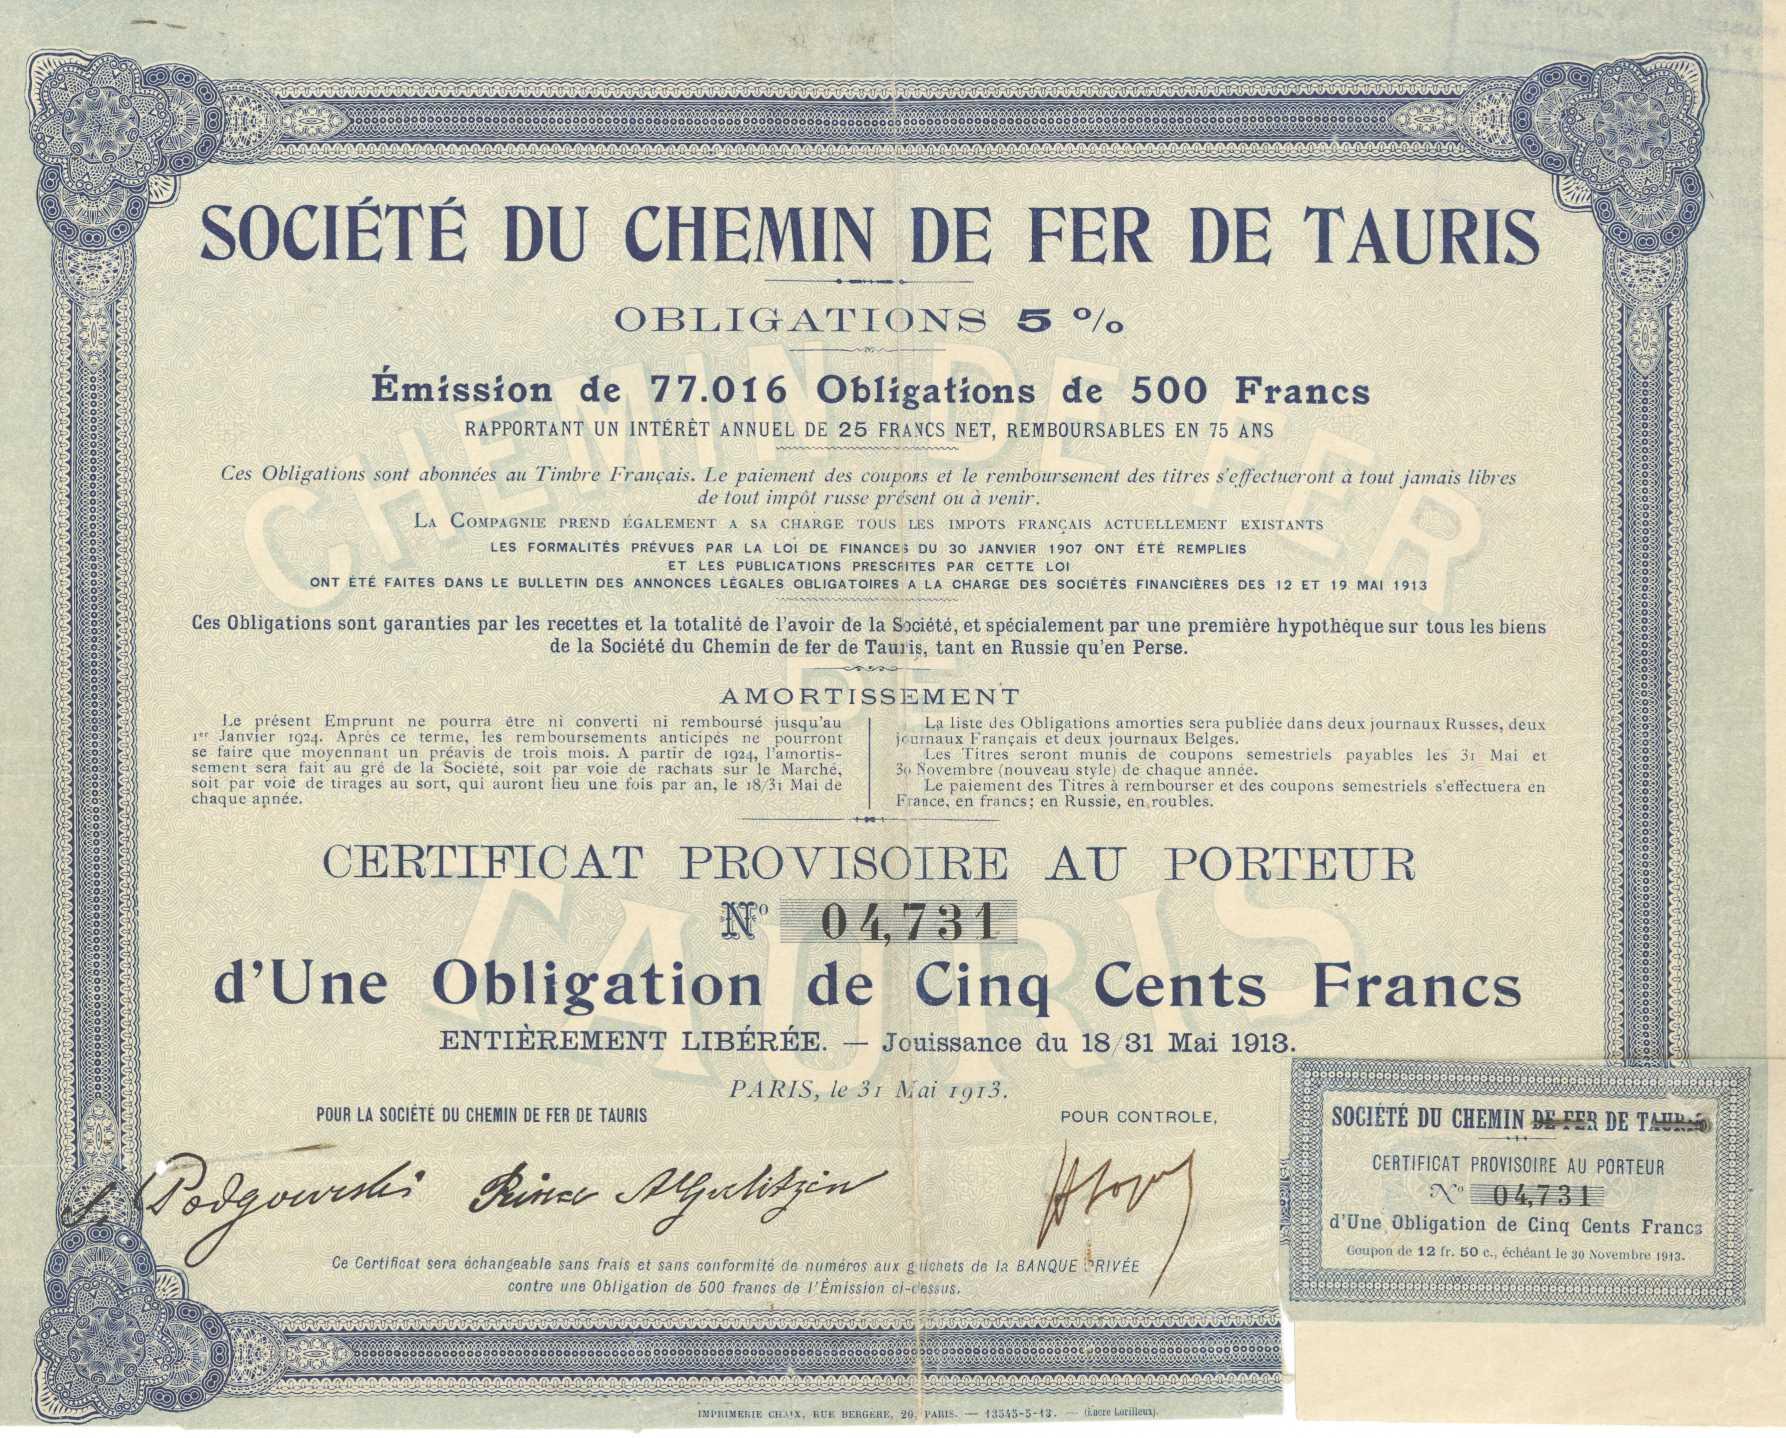 SOCIÉTÉ DU CHEMIN DE FER DE TAURIS
OBLIGATIONS 5 %
Émission de 77.016 Obligations de 500 Francs
RAPPORTANT UN INTÉRÊT ANNUEL DE 25 FRANCS NET, REMBOURSABLES EN 75 ANS
Ces Obligations sont abonnées au Timbre Français. Le paiement des coupons et le remboursement des titres s'effectueront à tout jamais libres
de tout impôt russe présent ou à venir.
LA COMPAGNIE PREND ÉGALEMENT A SA CHARGE TOUS LES IMPOTS FRANÇAIS ACTUELLEMENT EXISTANTS
LES FORMALITÉS PRÉVUES PAR LA LOI DE FINANCES DU 30 JANVIER 1907 ONT ÉTÉ REMPLIES
ET LES PUBLICATIONS PRESCRITES PAR CETTE LOI
ONT ÉTÉ FAITES DANS LE BULLETIN DES ANNONCES LÉGALES OBLIGATOIRES A LA CHARGE DES SOCIÉTÉS FINANCIÈRES DES 12 ET 19 MAI 1913
Ces Obligations sont garanties par les recettes et la totalité de l'avoir de la Société, et spécialement par une première hypothèque sur tous les biens
de la Société du Chemin de fer de Tauris, tant en Russie qu'en Perse.
AMORTISSEMENT
Le présent Emprunt ne pourra être ni converti ni remboursé jusqu'au
1er Janvier 1924. Après ce terme, les remboursements anticipés ne pourront
se faire que moyennant un préavis de trois mois. A partir de 1924, l'amortis-
sement sera fait au gré de la Société, soit par voie de rachats sur le Marché,
soit par voie de tirages au sort, qui auront lieu une fois par an, le 18/31 Mai de
chaque année.
La liste des Obligations amorties sera publiée dans deux journaux Russes, deux
journaux Français et deux journaux Belges.
Les Titres seront munis de coupons semestriels payables les 31 Mai et
30 Novembre (nouveau style) de chaque année.
Le paiement des Titres à rembourser et des coupons semestriels s'effectuera en
France, en francs; en Russie, en roubles.
CERTIFICAT PROVISOIRE AU PORTEUR
No 04,731
d'Une Obligation de Cinq Cents Francs
ENTIÈREMENT LIBÉRÉE. — Jouissance du 18/31 Mai 1913.
PARIS, le 31 Mai 1913.
POUR LA SOCIÉTÉ DU CHEMIN DE FER DE TAURIS
POUR CONTROLE,
Podgourski Prince A Galitzin
Ce Certificat sera échangeable sans frais et sans conformité de numéros aux guichets de la BANQUE PRIVÉE
contre une Obligation de 500 francs de l'Émission ci-dessus.
SOCIÉTÉ DU CHEMIN DE FER DE TAURIS
CERTIFICAT PROVISOIRE AU PORTEUR
No 04,731
d'Une Obligation de Cinq Cents Francs
Coupon de 12 fr. 50 c., échéant le 30 Novembre 1913.
IMPRIMERIE CHAIX, RUE BERGÈRE, 20, PARIS. — 13545-5-13. — (Encre Lorilleux).
CHEMIN DE FER
DE
TAURIS